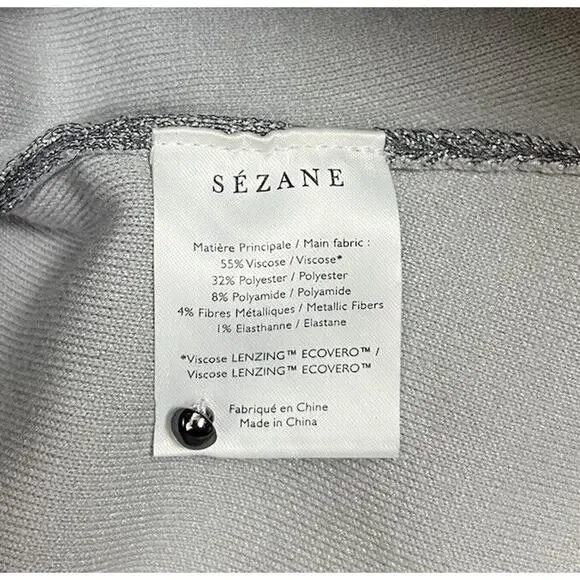 SÉZANE
Matière Principale / Main fabric :
55% Viscose / Viscose*
32% Polyester / Polyester
8% Polyamide / Polyamide
4% Fibres Métalliques / Metallic Fibers
1% Elasthanne / Elastane
*Viscose LENZING™ ECOVERO™ /
Viscose LENZING™ ECOVERO™
Fabriqué en Chine
Made in China